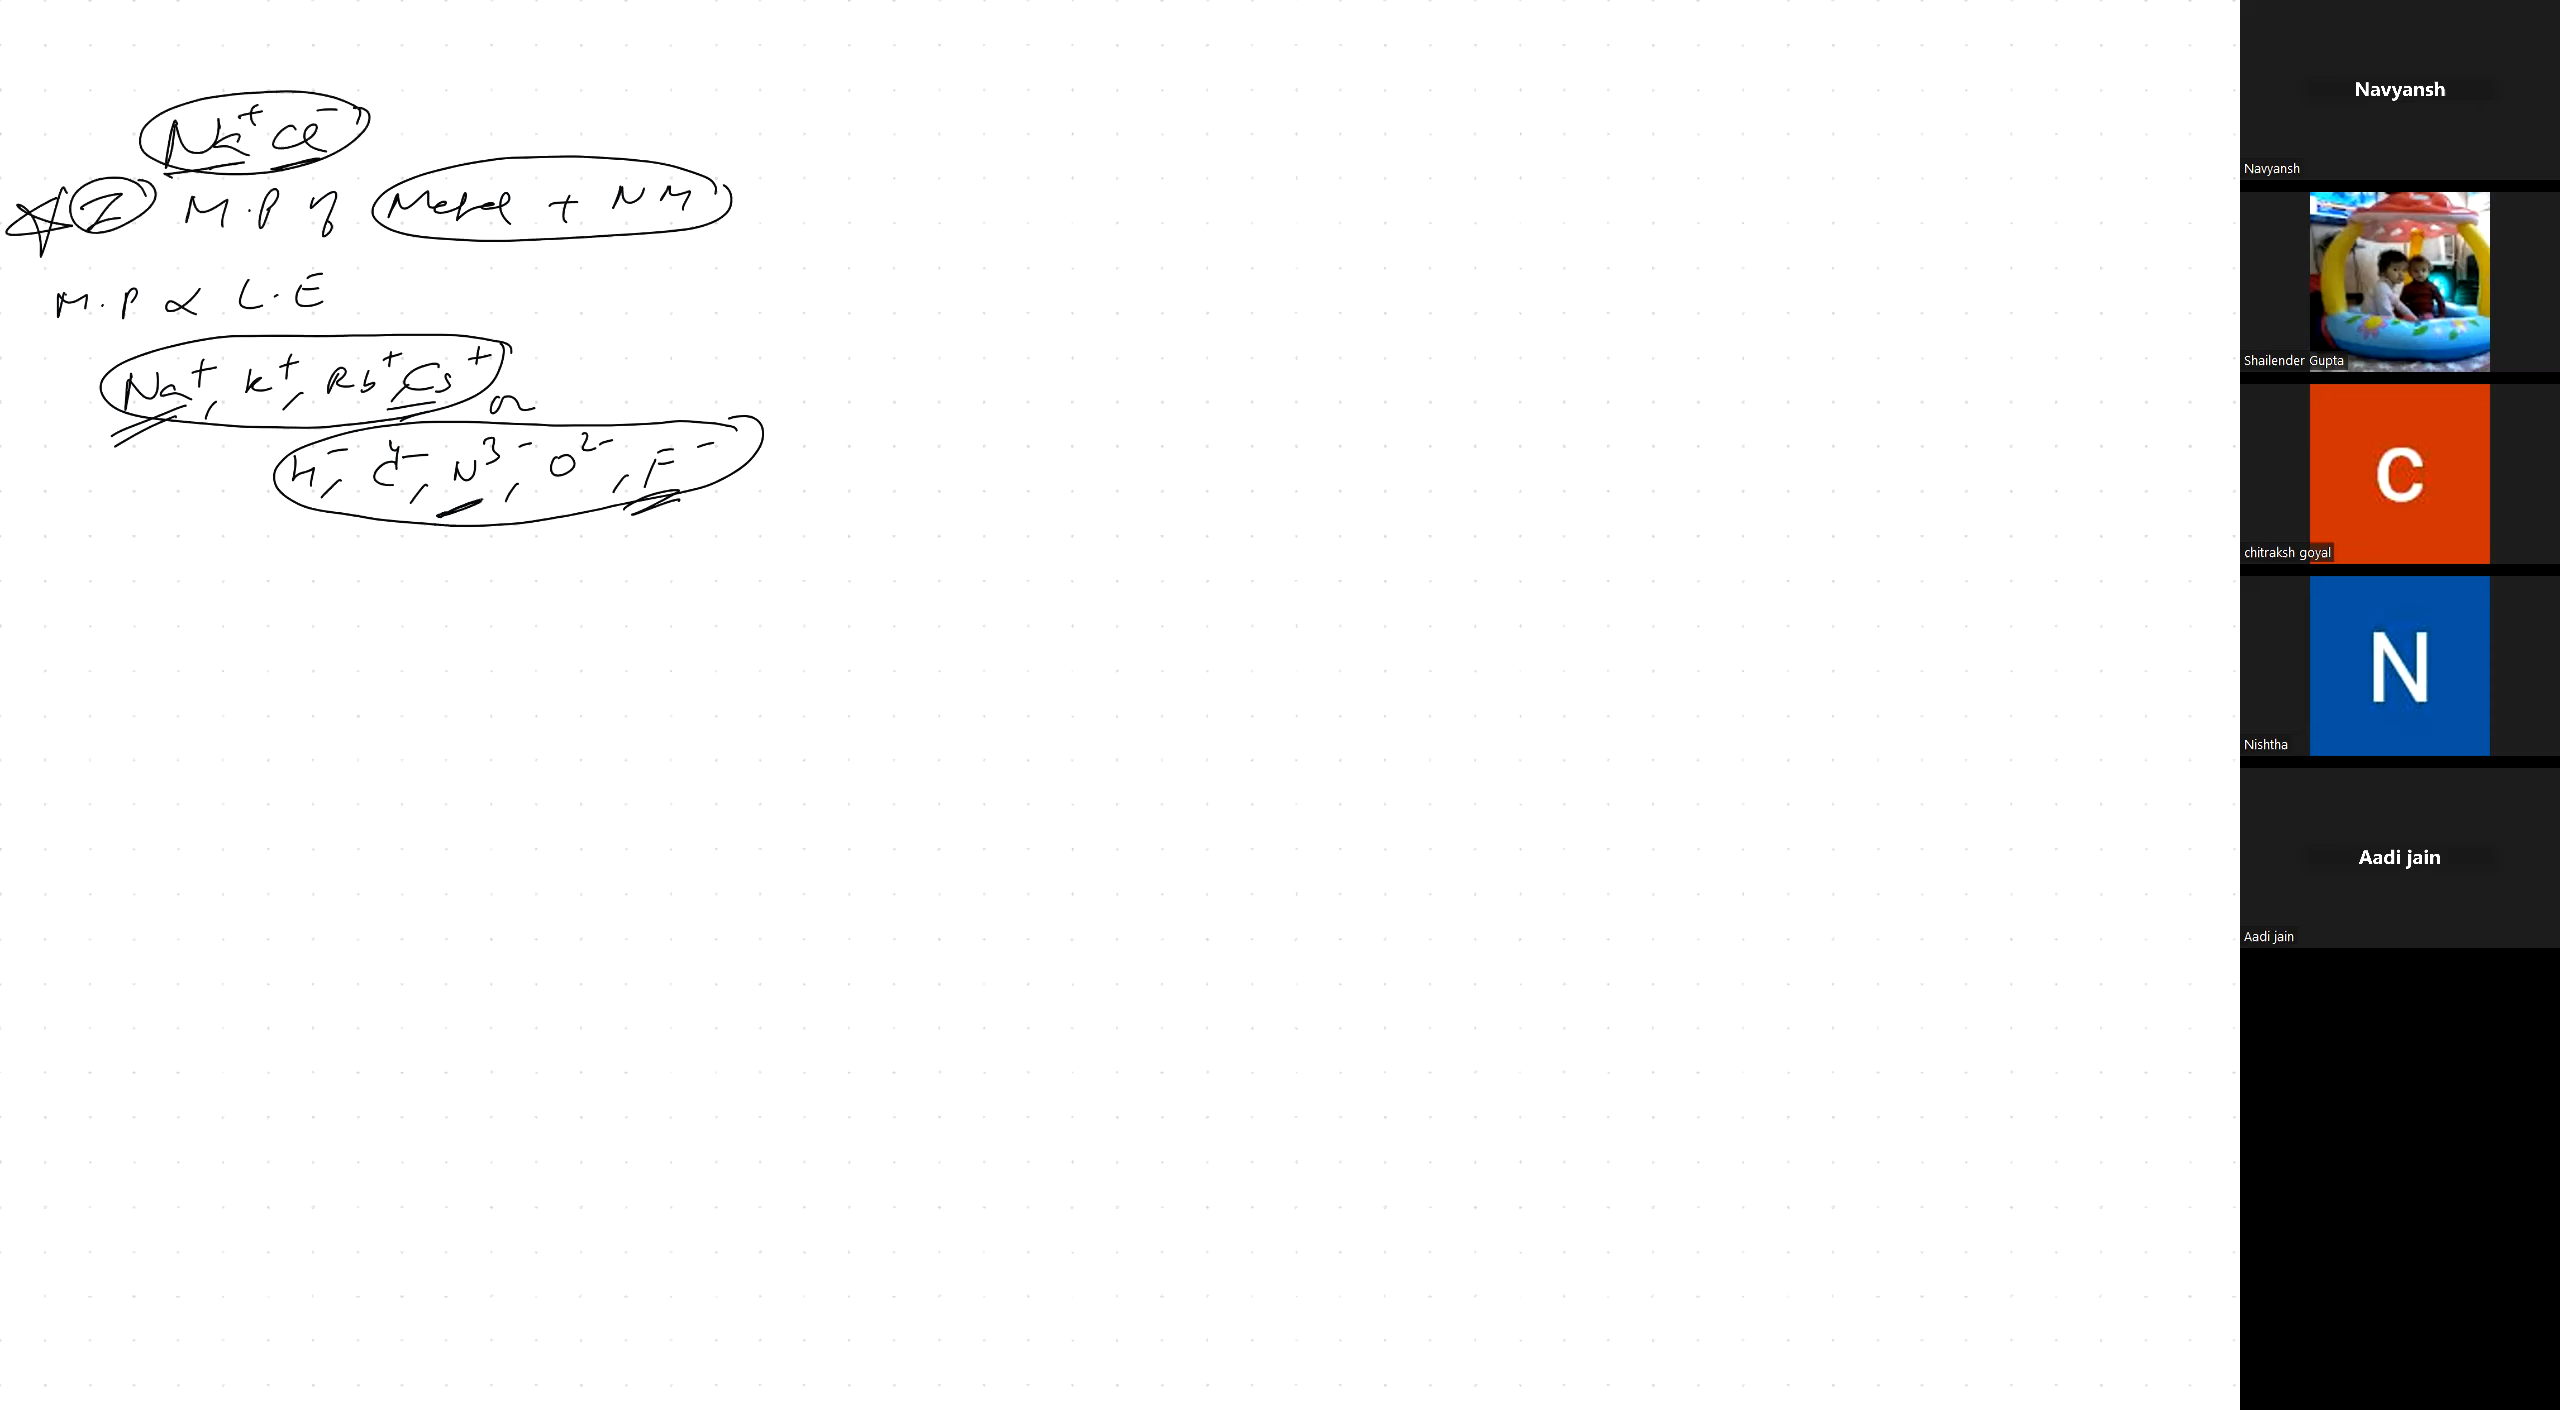 Na⁺ Cl⁻
② M.P of Metal + NM
M.P ∝ L.E
Na⁺, K⁺, Rb⁺, Cs⁺ or
H⁻, C⁴⁻, N³⁻, O²⁻, F⁻
Navyansh
Navyansh
Shailender Gupta
C
chitraksh goyal
N
Nishtha
Aadi jain
Aadi jain